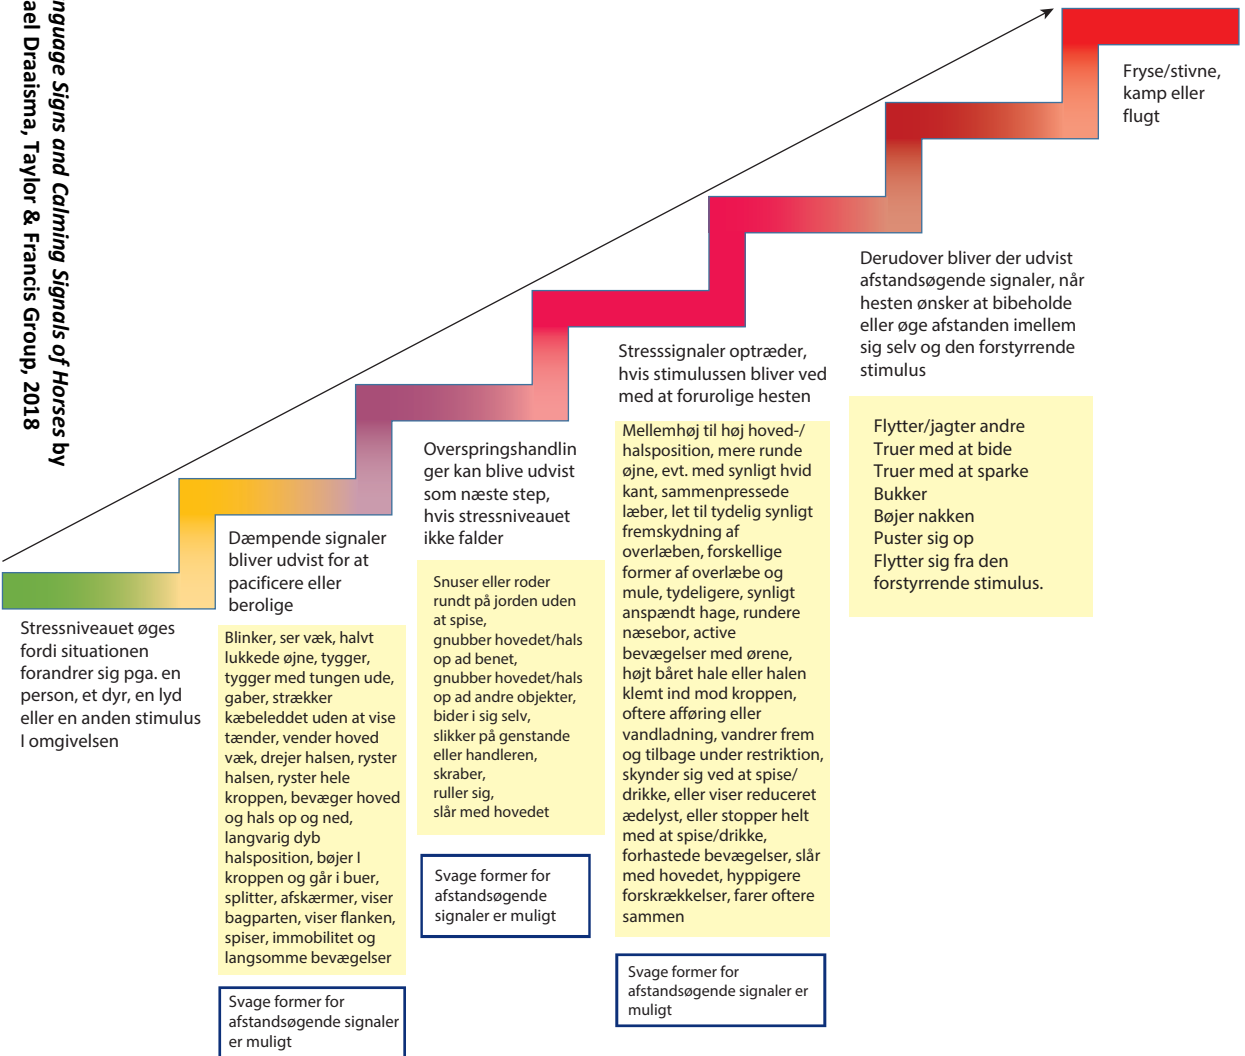 nguage Signs and Calming Signals of Horses by
ael Draaisma, Taylor & Francis Group, 2018
Stressniveauet øges
fordi situationen
forandrer sig pga. en
person, et dyr, en lyd
eller en anden stimulus
I omgivelsen
Dæmpende signaler
bliver udvist for at
pacificere eller
berolige
Blinker, ser væk, halvt
lukkede øjne, tygger,
tygger med tungen ude,
gaber, strækker
kæbeleddet uden at vise
tænder, vender hoved
væk, drejer halsen, ryster
halsen, ryster hele
kroppen, bevæger hoved
og hals op og ned,
langvarig dyb
halsposition, bøjer I
kroppen og går i buer,
splitter, afskærmer, viser
bagparten, viser flanken,
spiser, immobilitet og
langsomme bevægelser
Svage former for
afstandsøgende signaler
er muligt
Overspringshandlin
ger kan blive udvist
som næste step,
hvis stressniveauet
ikke falder
Snuser eller roder
rundt på jorden uden
at spise,
gnubber hovedet/hals
op ad benet,
gnubber hovedet/hals
op ad andre objekter,
bider i sig selv,
slikker på genstande
eller handleren,
skraber,
ruller sig,
slår med hovedet
Svage former for
afstandsøgende
signaler er muligt
Stresssignaler optræder,
hvis stimulussen bliver ved
med at forurolige hesten
Mellemhøj til høj hoved-/
halsposition, mere runde
øjne, evt. med synligt hvid
kant, sammenpressede
læber, let til tydelig synligt
fremskydning af
overlæben, forskellige
former af overlæbe og
mule, tydeligere, synligt
anspændt hage, rundere
næsebor, active
bevægelser med ørene,
højt båret hale eller halen
klemt ind mod kroppen,
oftere afføring eller
vandladning, vandrer frem
og tilbage under restriktion,
skynder sig ved at spise/
drikke, eller viser reduceret
ædelyst, eller stopper helt
med at spise/drikke,
forhastede bevægelser, slår
med hovedet, hyppigere
forskrækkelser, farer oftere
sammen
Svage former for
afstandsøgende signaler er
muligt
Derudover bliver der udvist
afstandsøgende signaler, når
hesten ønsker at bibeholde
eller øge afstanden imellem
sig selv og den forstyrrende
stimulus
Flytter/jagter andre
Truer med at bide
Truer med at sparke
Bukker
Bøjer nakken
Puster sig op
Flytter sig fra den
forstyrrende stimulus.
Fryse/stivne,
kamp eller
flugt